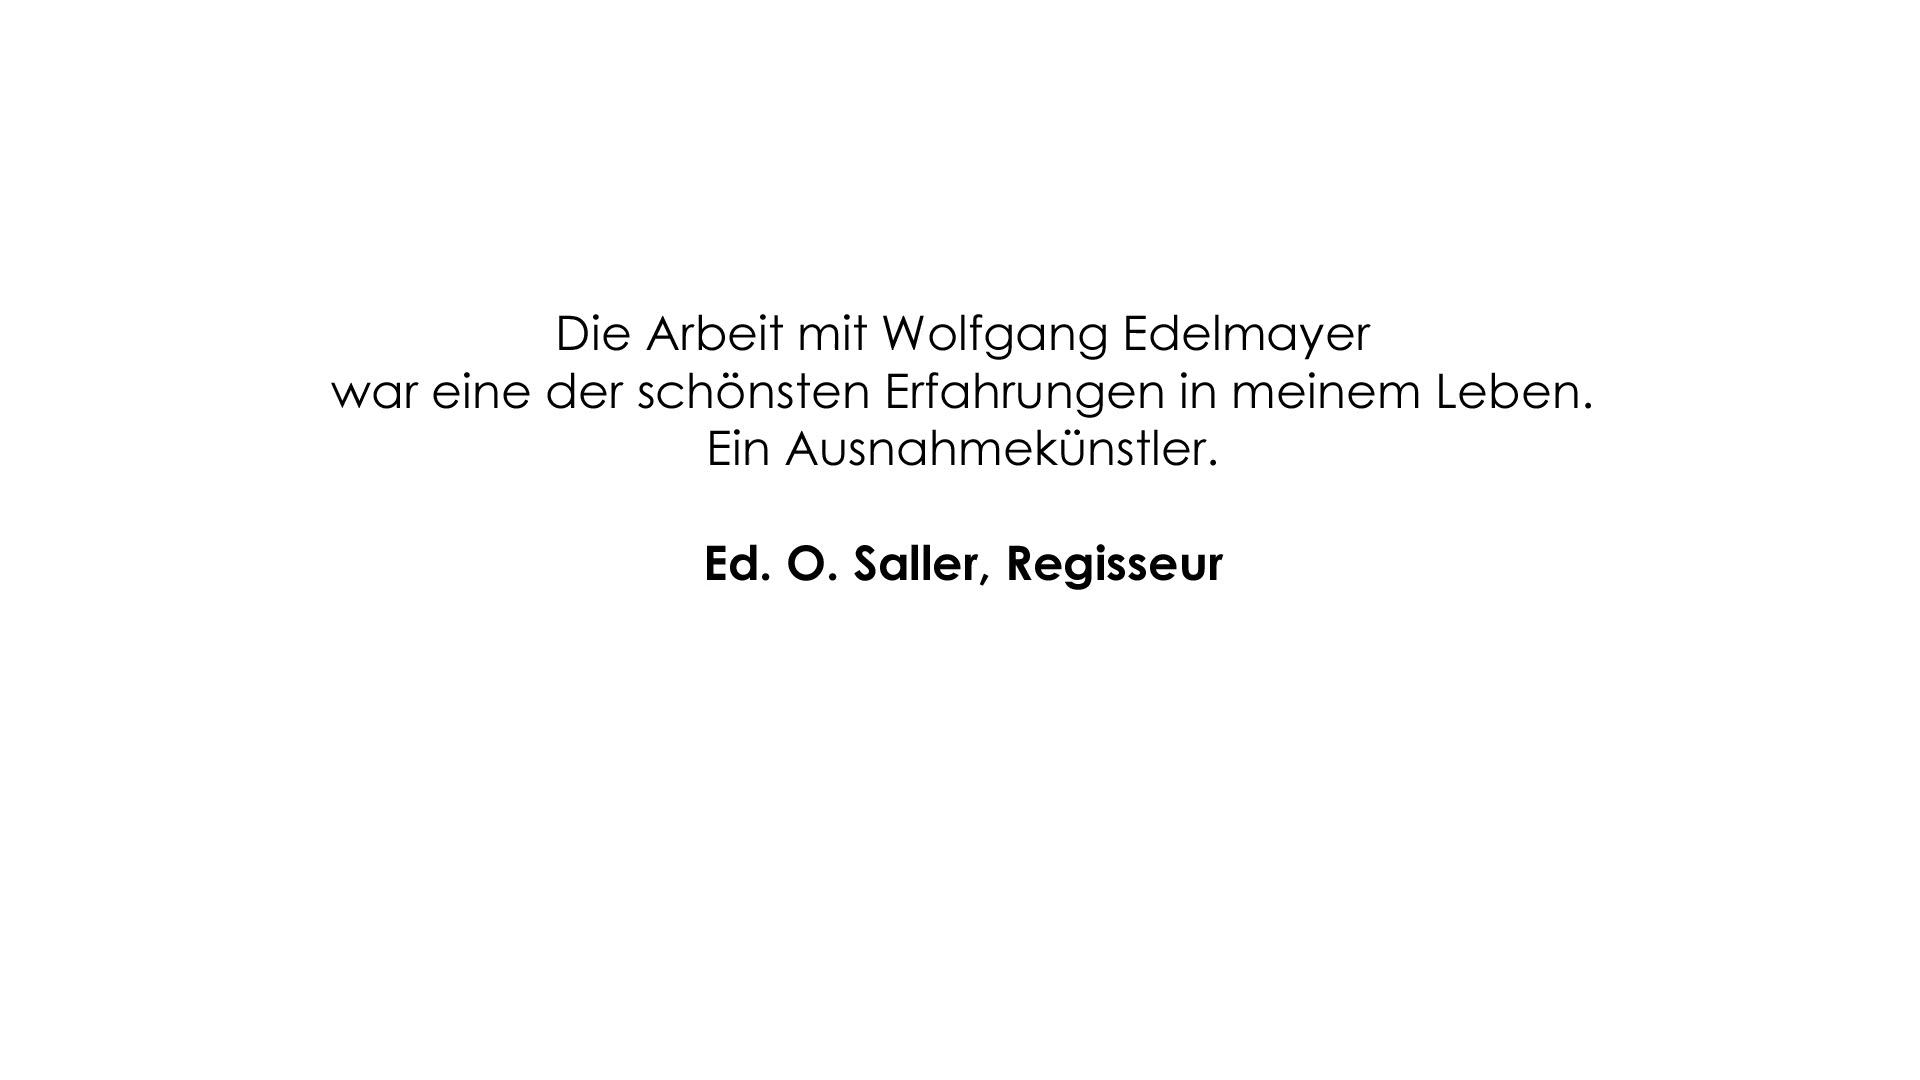 Die Arbeit mit Wolfgang Edelmayer
war eine der schönsten Erfahrungen in meinem Leben.
Ein Ausnahmekünstler.
Ed. O. Saller, Regisseur